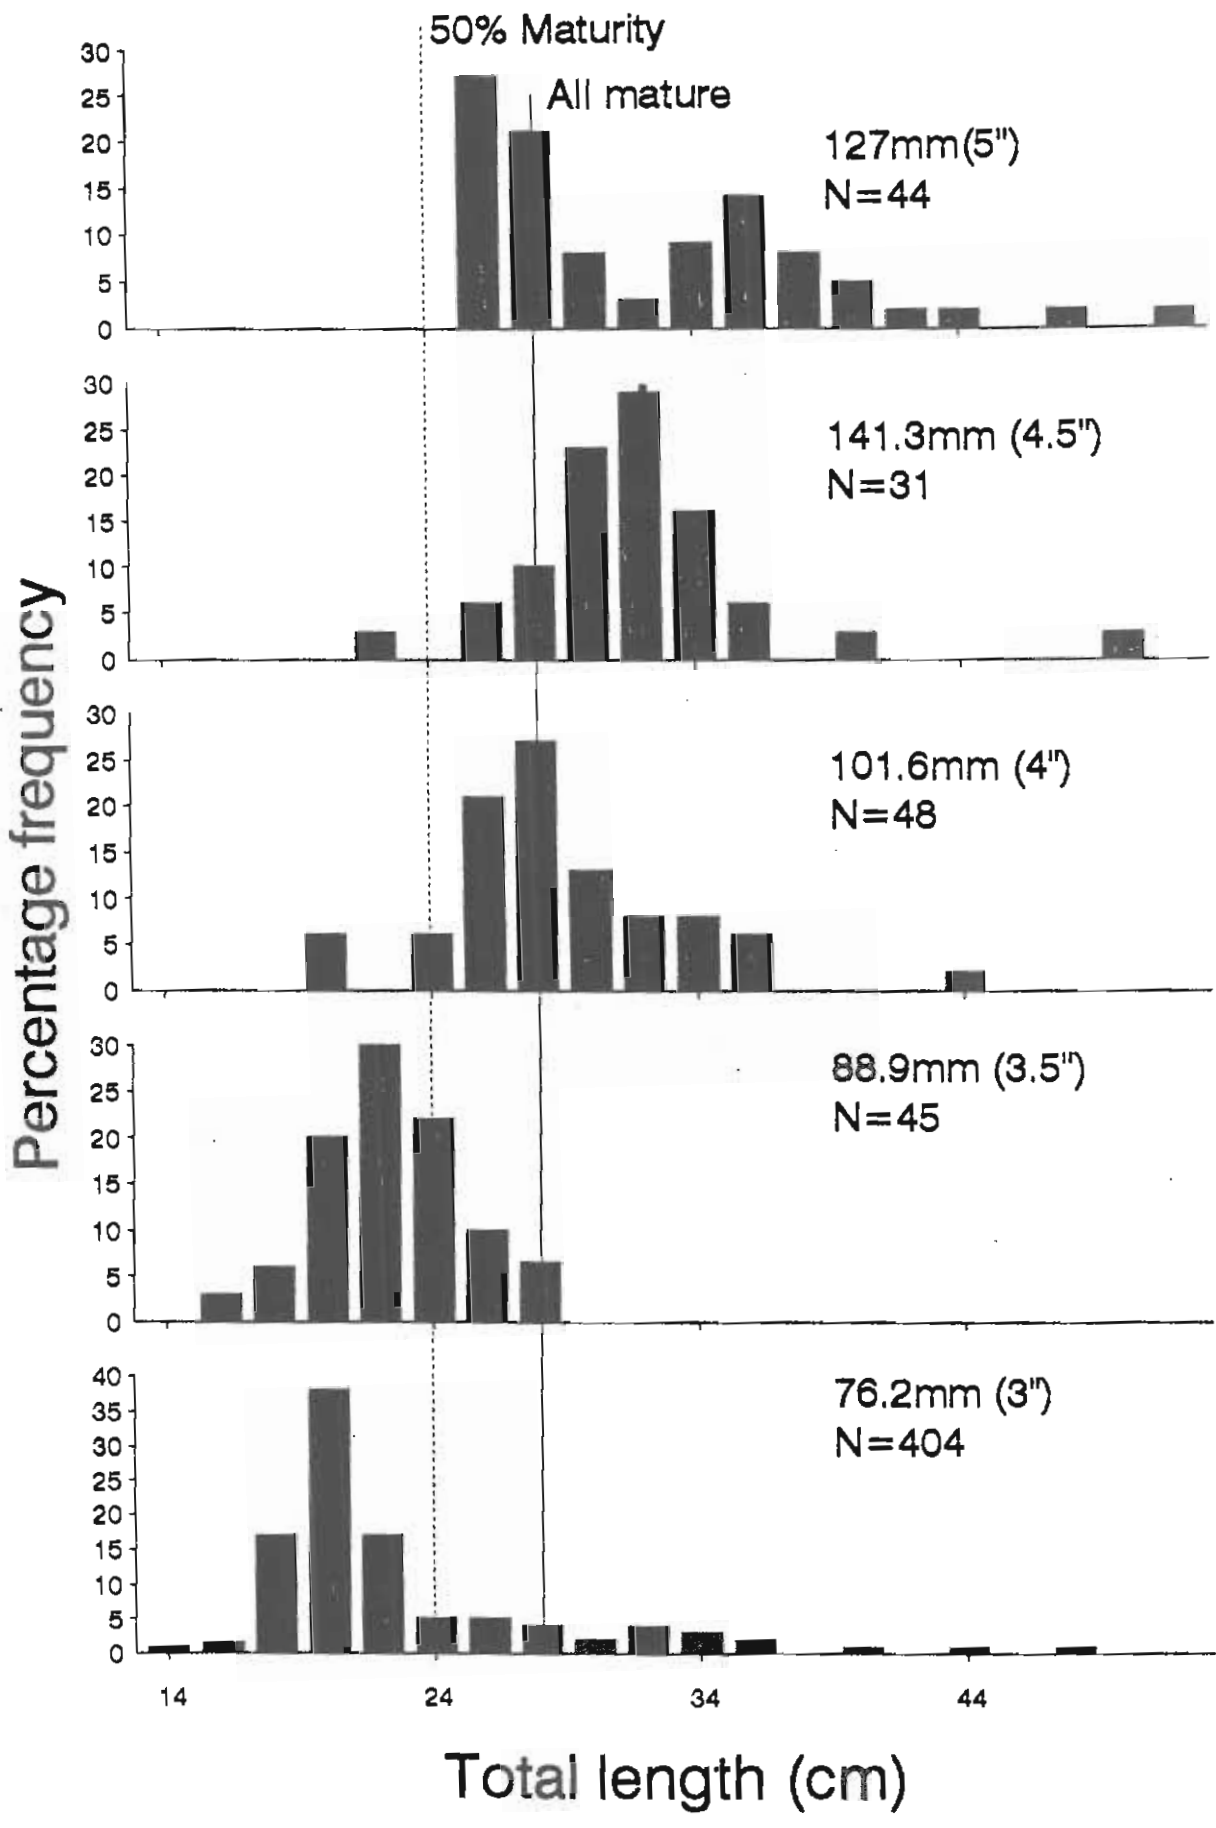 50% Maturity
All mature
30
25
20
15
10
5
0
127mm(5")
N=44
30
25
20
15
10
5
0
141.3mm (4.5")
N=31
30
25
20
15
10
5
0
101.6mm (4")
N=48
30
25
20
15
10
5
0
88.9mm (3.5")
N=45
40
35
30
25
20
15
10
5
0
76.2mm (3")
N=404
14 24 34 44
Percentage frequency
Total length (cm)